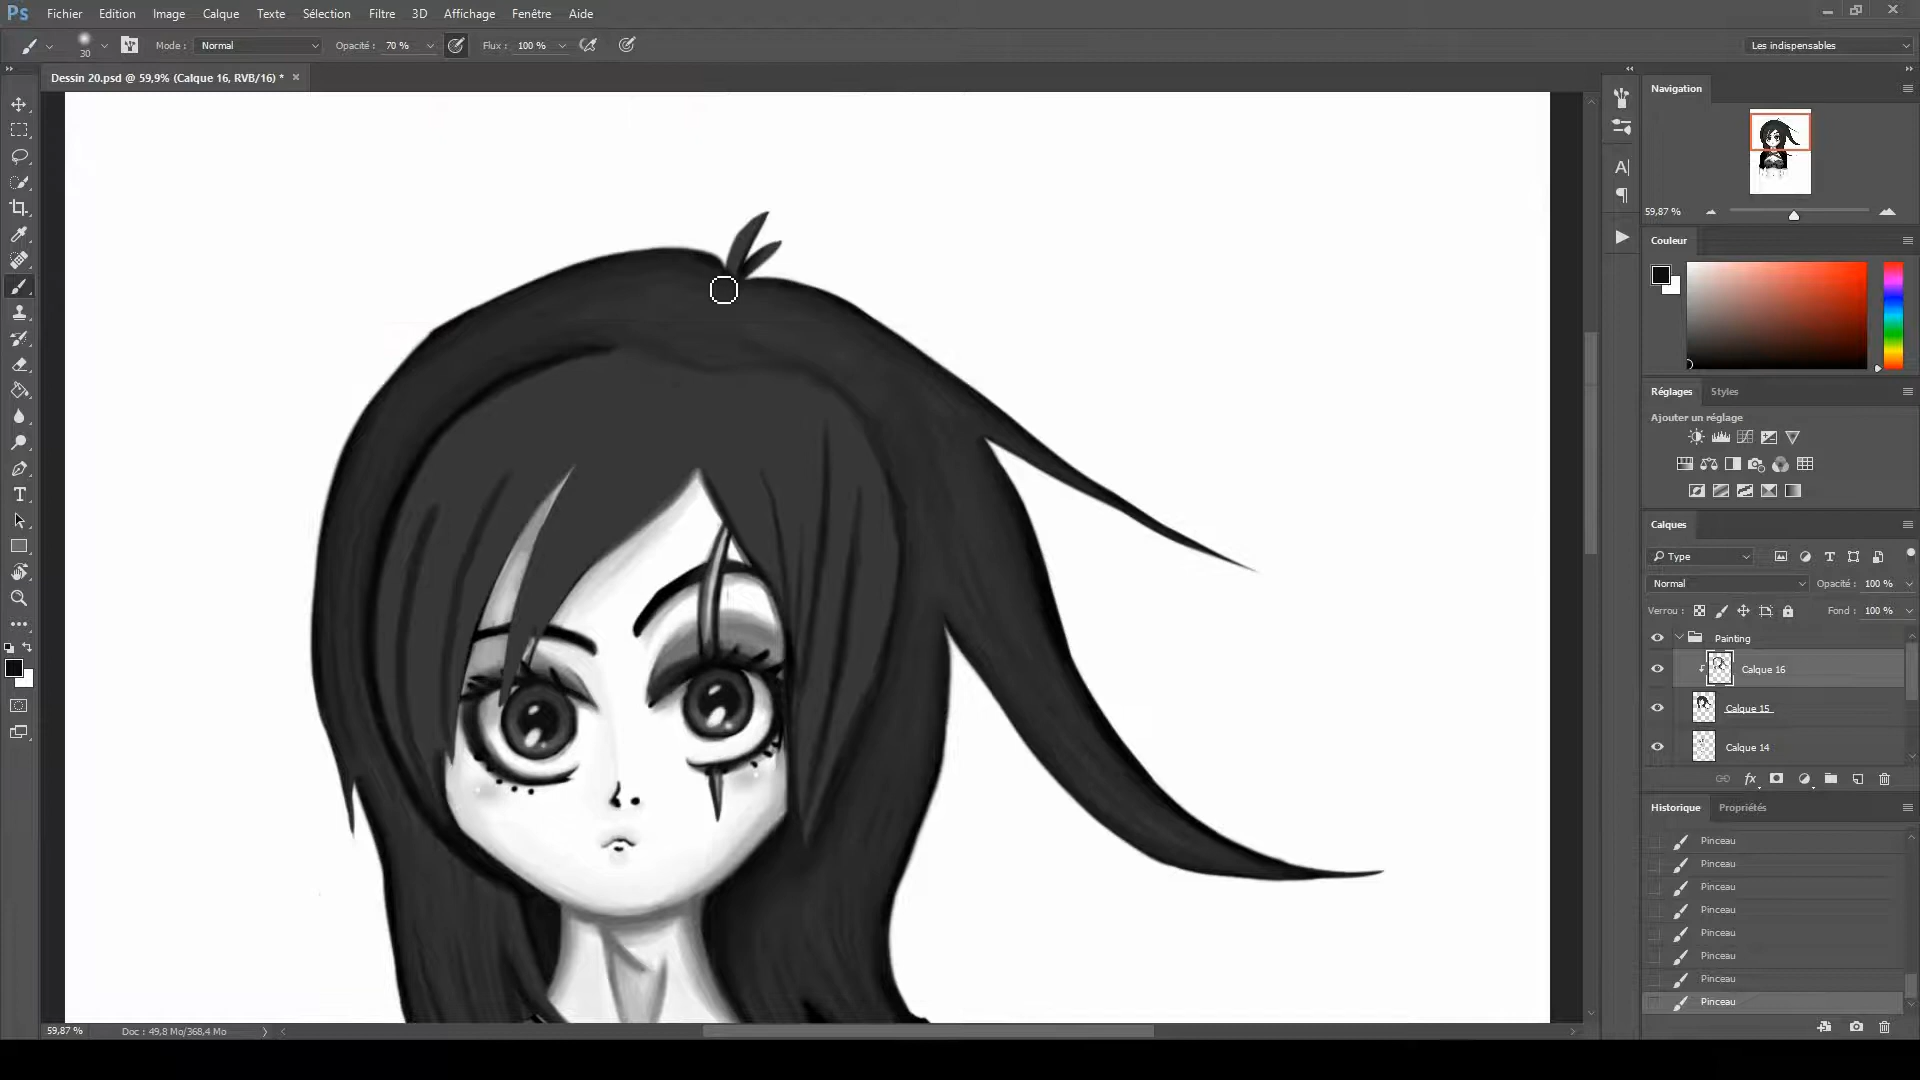 Ps Fichier Edition Image Calque Texte Sélection Filtre 3D Affichage Fenêtre Aide
30 Mode : Normal Opacité : 70 % Flux : 100 % Les indispensables
Dessin 20.psd @ 59,9% (Calque 16, RVB/16) * ×
Navigation
59,87 %
Couleur
Réglages Styles
Ajouter un réglage
Calques
Type
Normal Opacité : 100 %
Verrou : Fond : 100 %
Painting
Calque 16
Calque 15
Calque 14
fx
Historique Propriétés
Pinceau
Pinceau
Pinceau
Pinceau
Pinceau
Pinceau
Pinceau
Pinceau
59,87 % Doc : 49,8 Mo/368,4 Mo